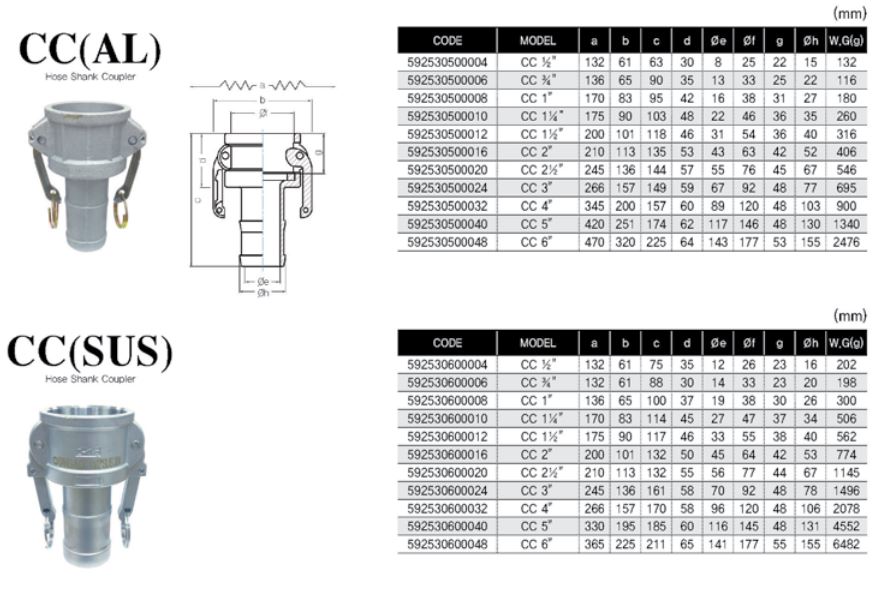 (mm)
CC(AL)
Hose Shank Coupler
CODE MODEL a b c d Øe Øf g Øh W.G(g)
592530500004 CC ½" 132 61 63 30 8 25 22 15 132
592530500006 CC ¾" 136 65 90 35 13 33 25 22 116
592530500008 CC 1" 170 83 95 42 16 38 31 27 180
592530500010 CC 1¼" 175 90 103 48 22 46 36 35 260
592530500012 CC 1½" 200 101 118 46 31 54 36 40 316
592530500016 CC 2" 210 113 135 53 43 63 42 52 406
592530500020 CC 2½" 245 136 144 57 55 76 45 67 546
592530500024 CC 3" 266 157 149 59 67 92 48 77 695
592530500032 CC 4" 345 200 157 60 89 120 48 103 900
592530500040 CC 5" 420 251 174 62 117 146 48 130 1340
592530500048 CC 6" 470 320 225 64 143 177 53 155 2476
a
b
Øf
d
g
c
Øe
Øh
(mm)
CC(SUS)
Hose Shank Coupler
CODE MODEL a b c d Øe Øf g Øh W.G(g)
592530600004 CC ½" 132 61 75 35 12 26 23 16 202
592530600006 CC ¾" 132 61 88 30 14 33 23 20 198
592530600008 CC 1" 136 65 100 37 19 38 30 26 300
592530600010 CC 1¼" 170 83 114 45 27 47 37 34 506
592530600012 CC 1½" 175 90 117 46 33 55 38 40 562
592530600016 CC 2" 200 101 132 50 45 64 42 53 774
592530600020 CC 2½" 210 113 132 55 56 77 44 67 1145
592530600024 CC 3" 245 136 161 58 70 92 48 78 1496
592530600032 CC 4" 266 157 170 58 96 120 48 106 2078
592530600040 CC 5" 330 195 185 60 116 145 48 131 4552
592530600048 CC 6" 365 225 211 65 141 177 55 155 6482